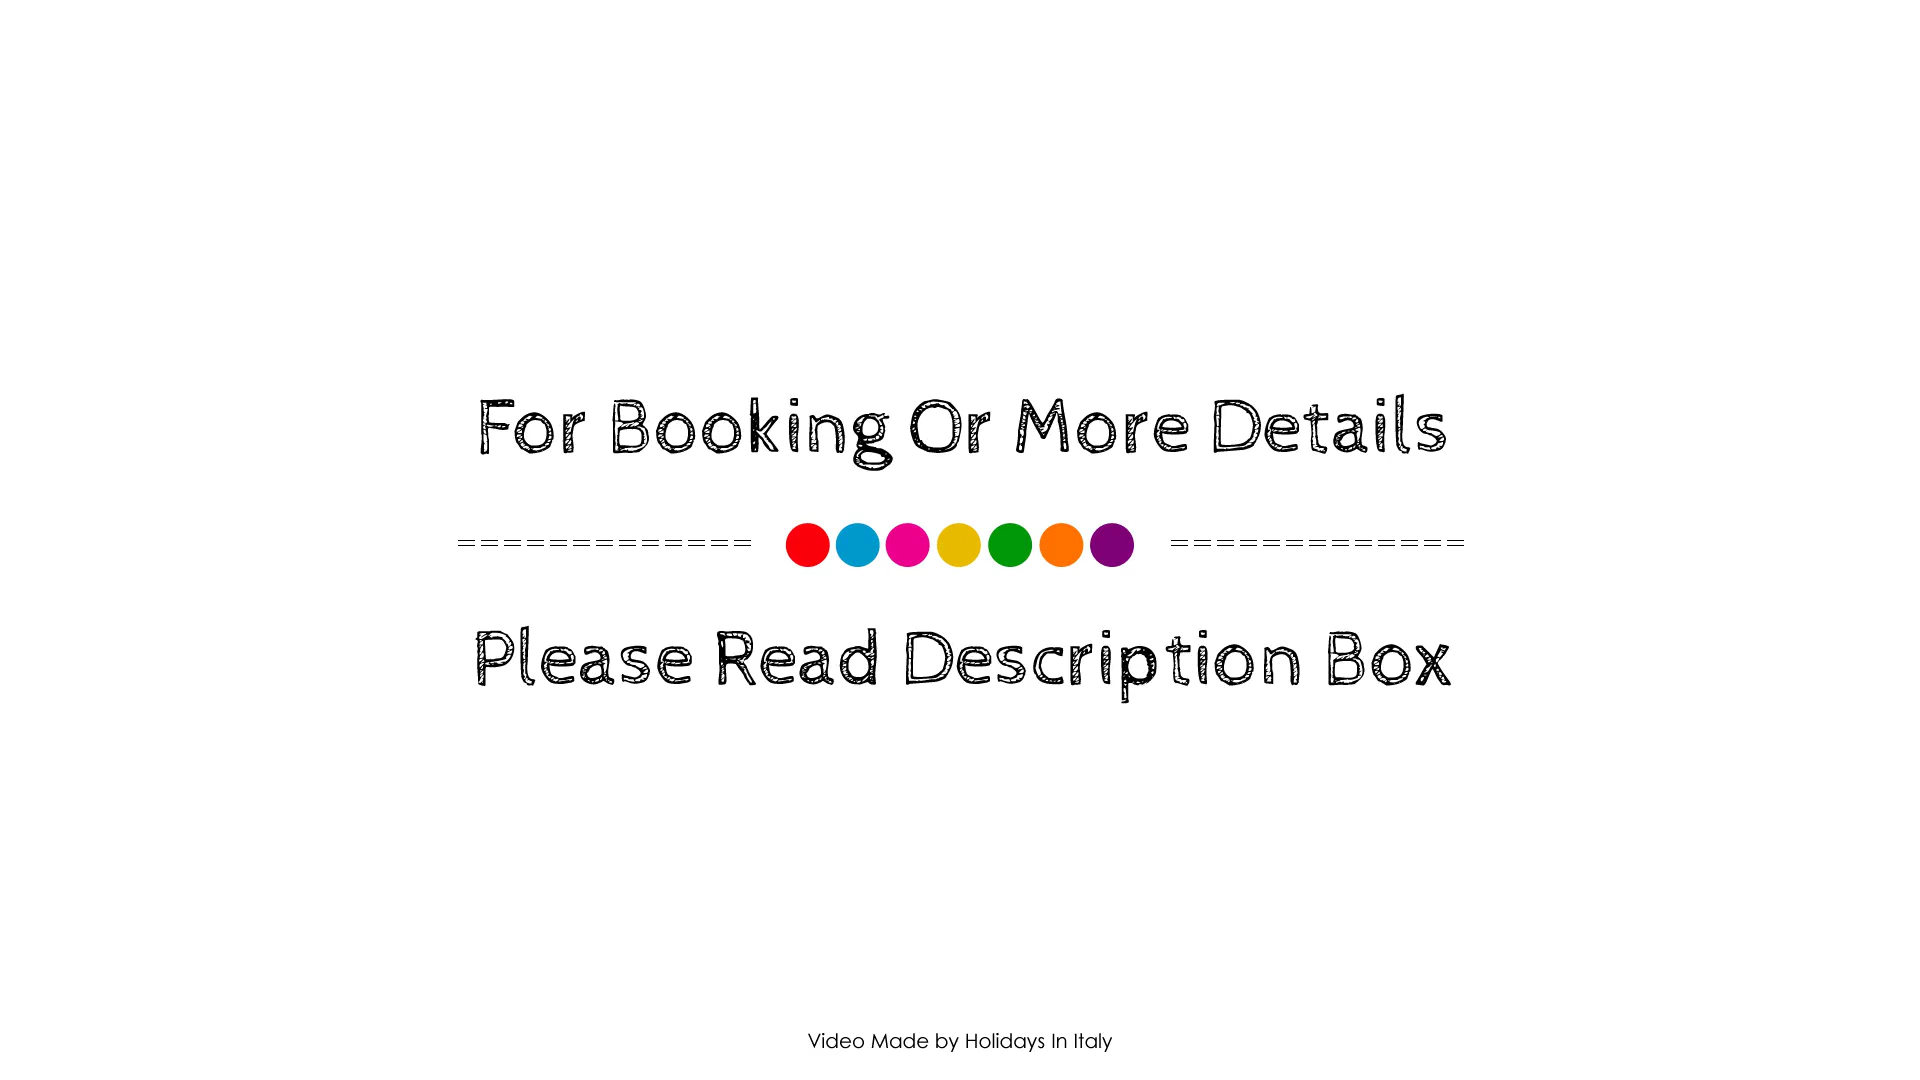 For Booking Or More Details
============= =============
Please Read Description Box
Video Made by Holidays In Italy